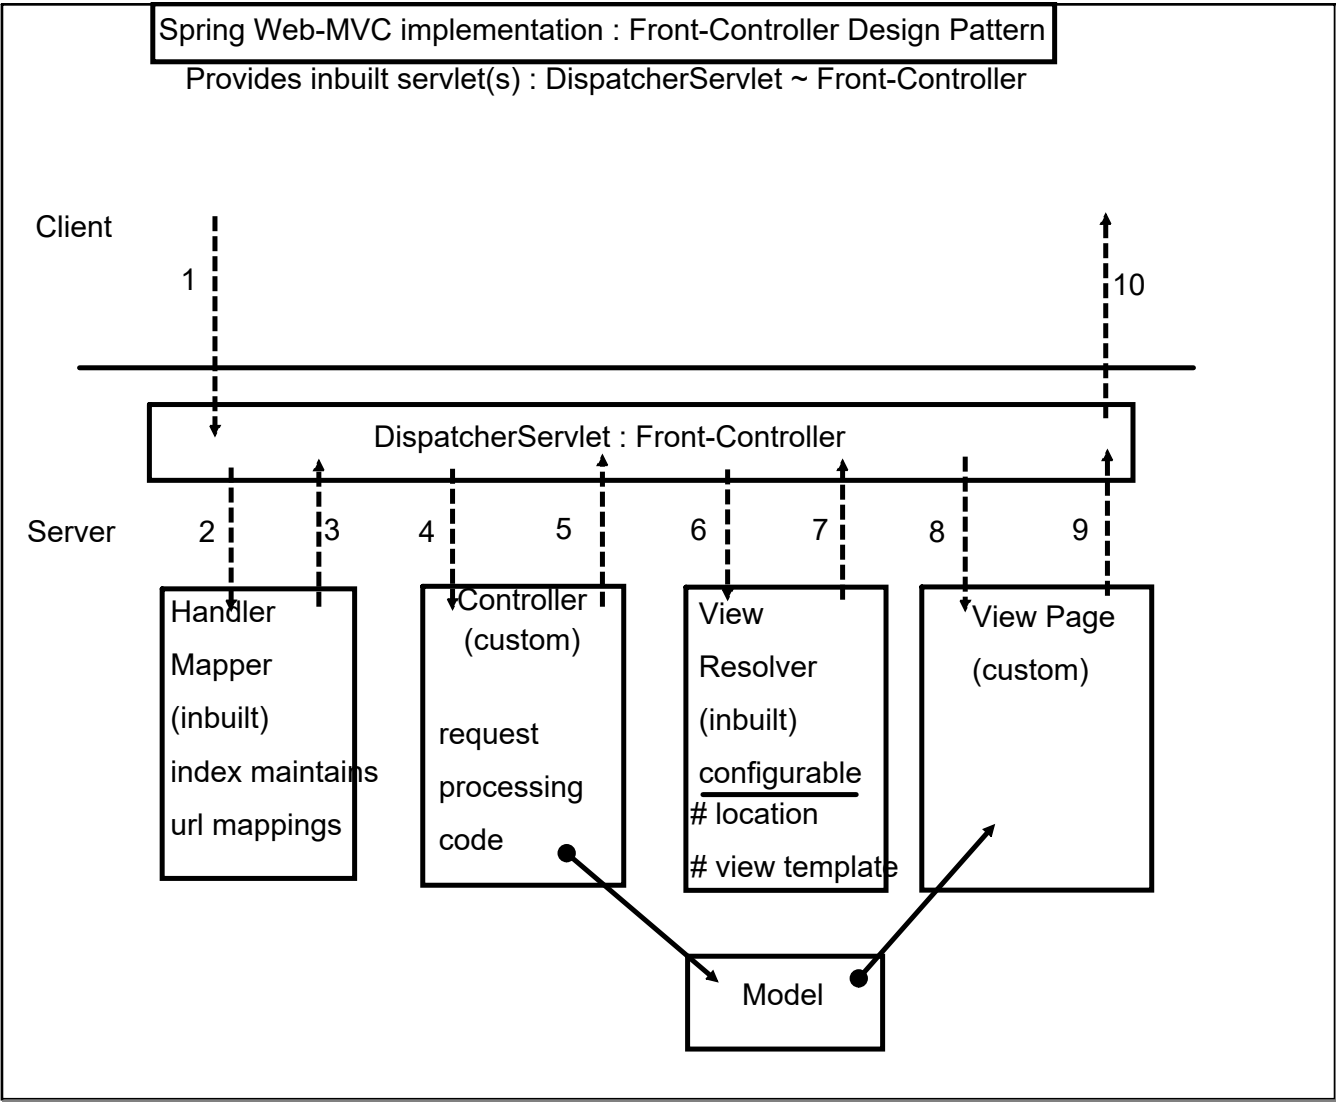 Spring Web-MVC implementation : Front-Controller Design Pattern
Provides inbuilt servlet(s) : DispatcherServlet ~ Front-Controller
Client
1
10
DispatcherServlet : Front-Controller
Server
2
3
4
5
6
7
8
9
Handler
Mapper
(inbuilt)
index maintains
url mappings
Controller
(custom)
request
processing
code
View
Resolver
(inbuilt)
configurable
# location
# view template
View Page
(custom)
Model